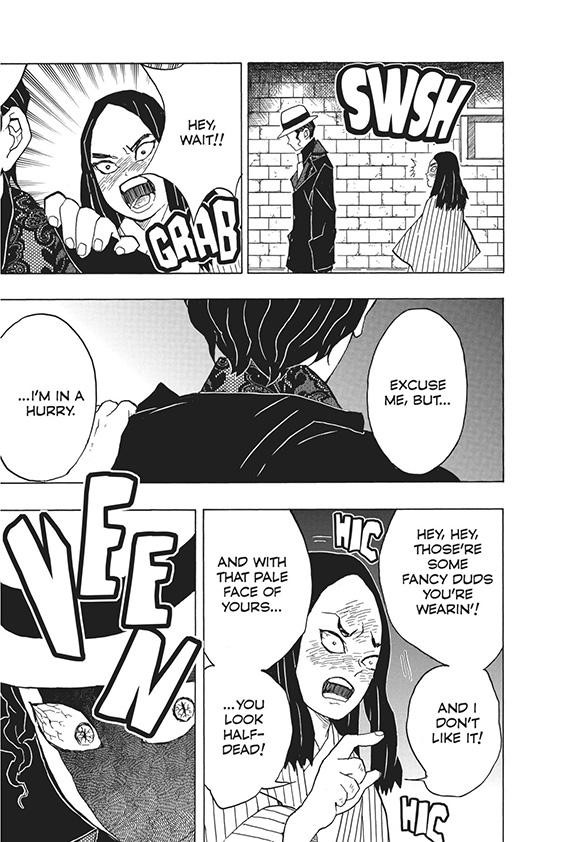 SWSH
HEY,
WAIT!!
GRAB
EXCUSE
ME, BUT...
...I'M IN A
HURRY.
HIC
HEY, HEY,
THOSE'RE
SOME
FANCY DUDS
YOU'RE
WEARIN'!
AND I
DON'T
LIKE IT!
AND WITH
THAT PALE
FACE OF
YOURS...
...YOU
LOOK
HALF-
DEAD!
HIC
VEEN